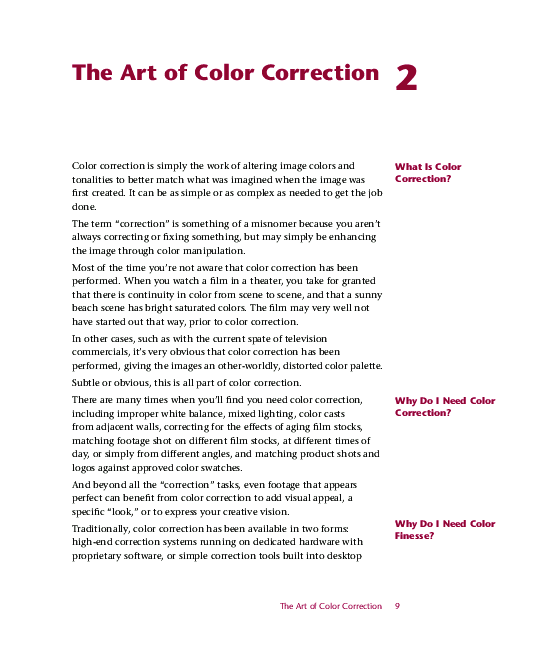 The Art of Color Correction 2
What Is Color
Correction?
Color correction is simply the work of altering image colors and
tonalities to better match what was imagined when the image was
first created. It can be as simple or as complex as needed to get the job
done.
The term “correction” is something of a misnomer because you aren’t
always correcting or fixing something, but may simply be enhancing
the image through color manipulation.
Most of the time you’re not aware that color correction has been
performed. When you watch a film in a theater, you take for granted
that there is continuity in color from scene to scene, and that a sunny
beach scene has bright saturated colors. The film may very well not
have started out that way, prior to color correction.
In other cases, such as with the current spate of television
commercials, it’s very obvious that color correction has been
performed, giving the images an other-worldly, distorted color palette.
Subtle or obvious, this is all part of color correction.
Why Do I Need Color
Correction?
There are many times when you’ll find you need color correction,
including improper white balance, mixed lighting, color casts
from adjacent walls, correcting for the effects of aging film stocks,
matching footage shot on different film stocks, at different times of
day, or simply from different angles, and matching product shots and
logos against approved color swatches.
And beyond all the “correction” tasks, even footage that appears
perfect can benefit from color correction to add visual appeal, a
specific “look,” or to express your creative vision.
Why Do I Need Color
Finesse?
Traditionally, color correction has been available in two forms:
high-end correction systems running on dedicated hardware with
proprietary software, or simple correction tools built into desktop
The Art of Color Correction 9